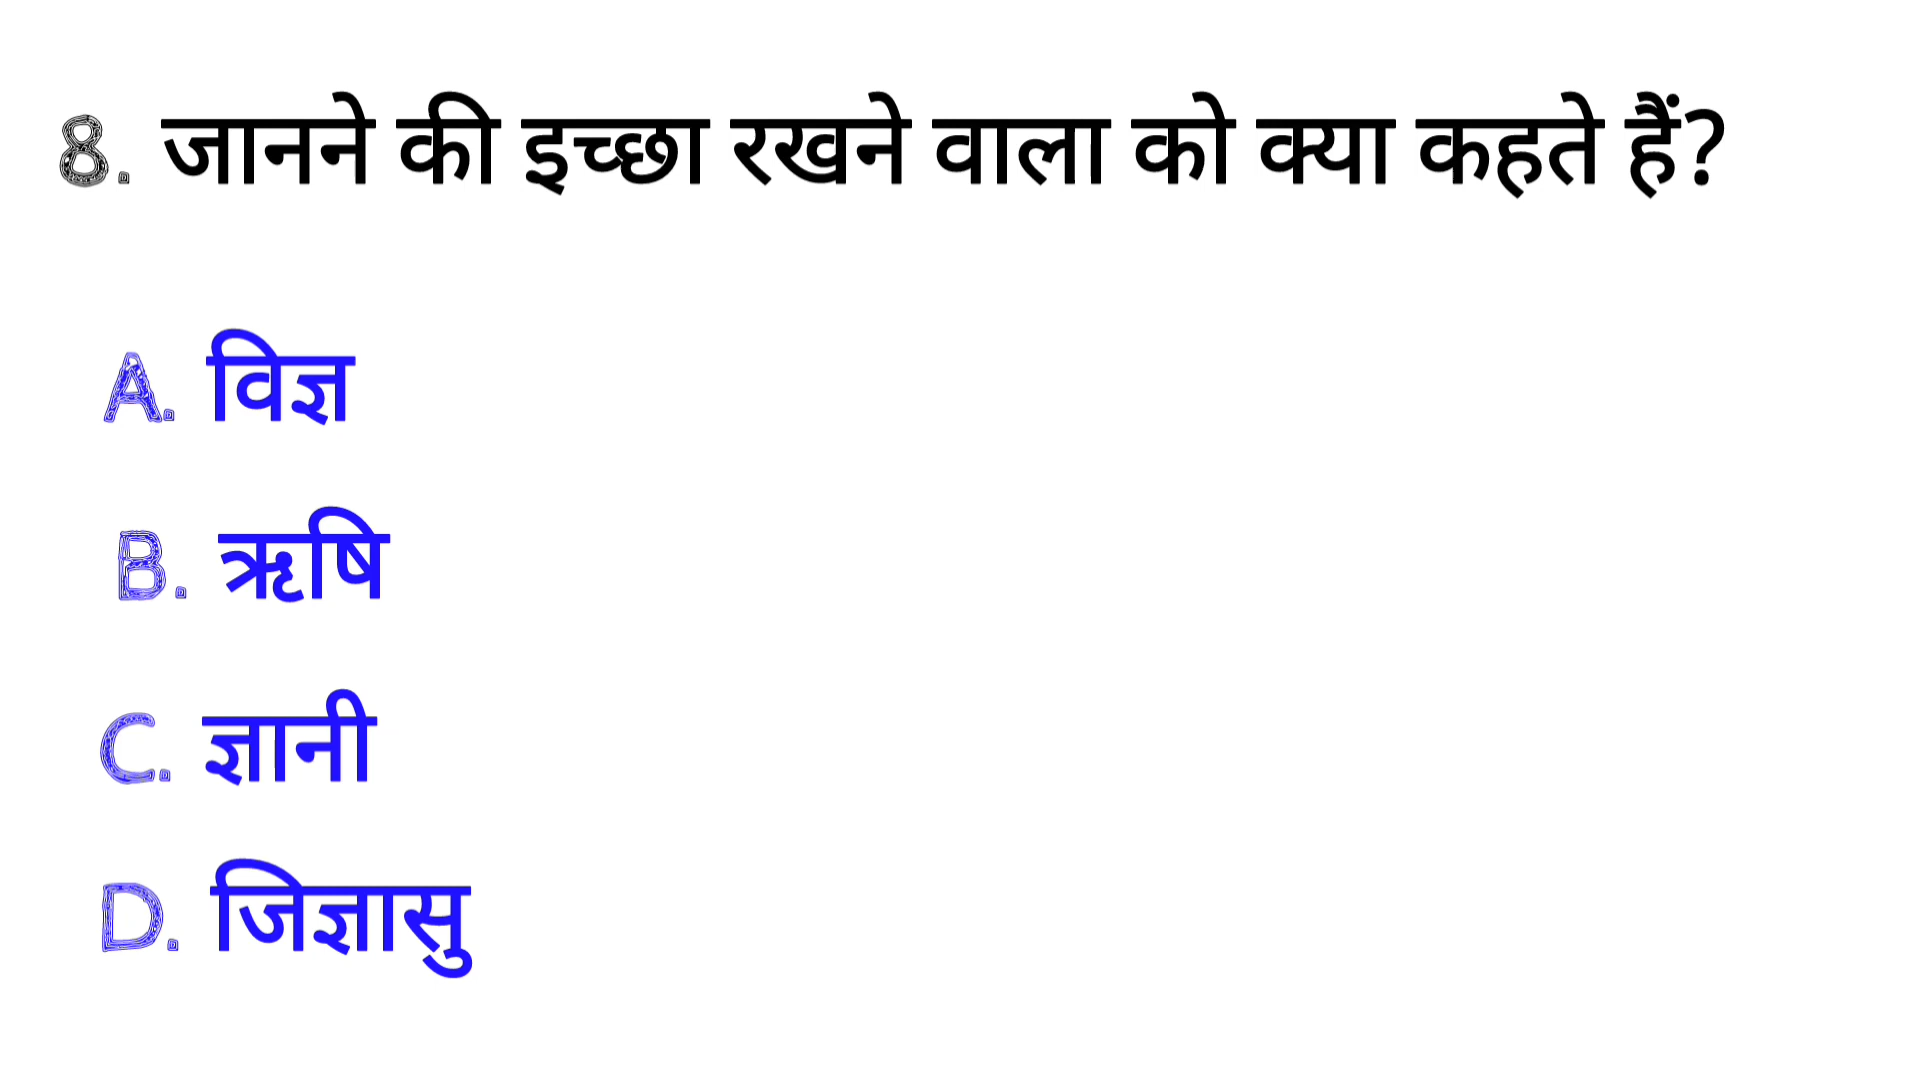 8. जानने की इच्छा रखने वाला को क्या कहते हैं?
A. विज्ञ
B. ऋषि
C. ज्ञानी
D. जिज्ञासु